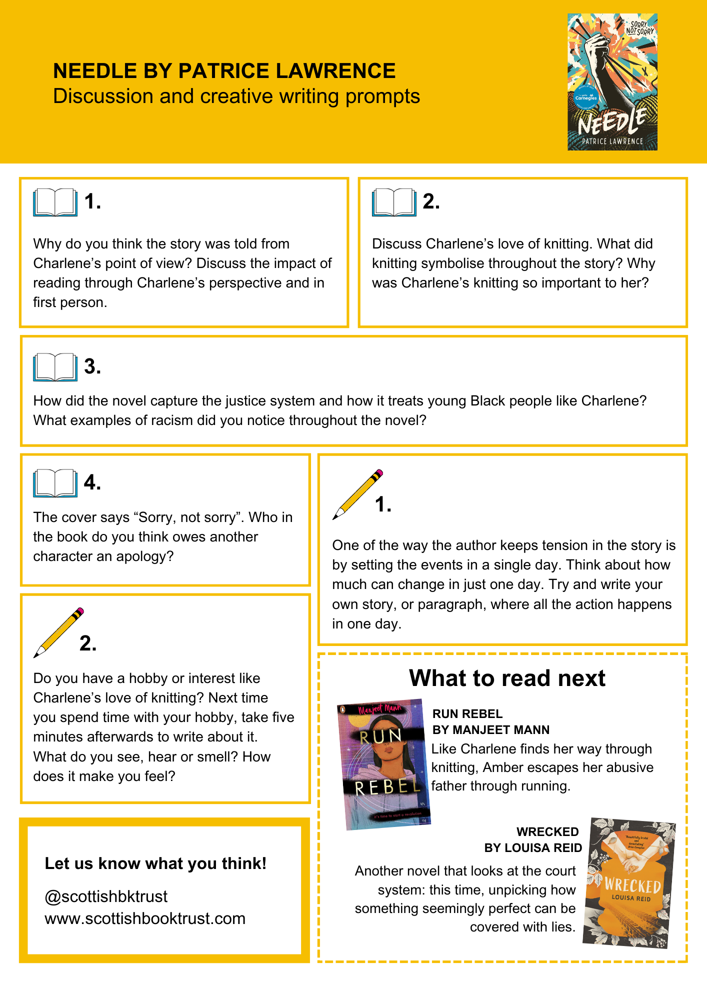 NEEDLE BY PATRICE LAWRENCE
Discussion and creative writing prompts
SORRY,
NOT SORRY
Carnegies
NEEDLE
PATRICE LAWRENCE
1.
Why do you think the story was told from
Charlene’s point of view? Discuss the impact of
reading through Charlene’s perspective and in
first person.
2.
Discuss Charlene’s love of knitting. What did
knitting symbolise throughout the story? Why
was Charlene’s knitting so important to her?
3.
How did the novel capture the justice system and how it treats young Black people like Charlene?
What examples of racism did you notice throughout the novel?
4.
The cover says “Sorry, not sorry”. Who in
the book do you think owes another
character an apology?
1.
One of the way the author keeps tension in the story is
by setting the events in a single day. Think about how
much can change in just one day. Try and write your
own story, or paragraph, where all the action happens
in one day.
2.
Do you have a hobby or interest like
Charlene’s love of knitting? Next time
you spend time with your hobby, take five
minutes afterwards to write about it.
What do you see, hear or smell? How
does it make you feel?
What to read next
Manjeet Mann
RUN
REBEL
it's time to start a revolution
RUN REBEL
BY MANJEET MANN
Like Charlene finds her way through
knitting, Amber escapes her abusive
father through running.
WRECKED
BY LOUISA REID
Another novel that looks at the court
system: this time, unpicking how
something seemingly perfect can be
covered with lies.
'Beautifully brutal
and
devastating'
Brian Conaghan
WRECKED
LOUISA REID
Let us know what you think!
@scottishbktrust
www.scottishbooktrust.com